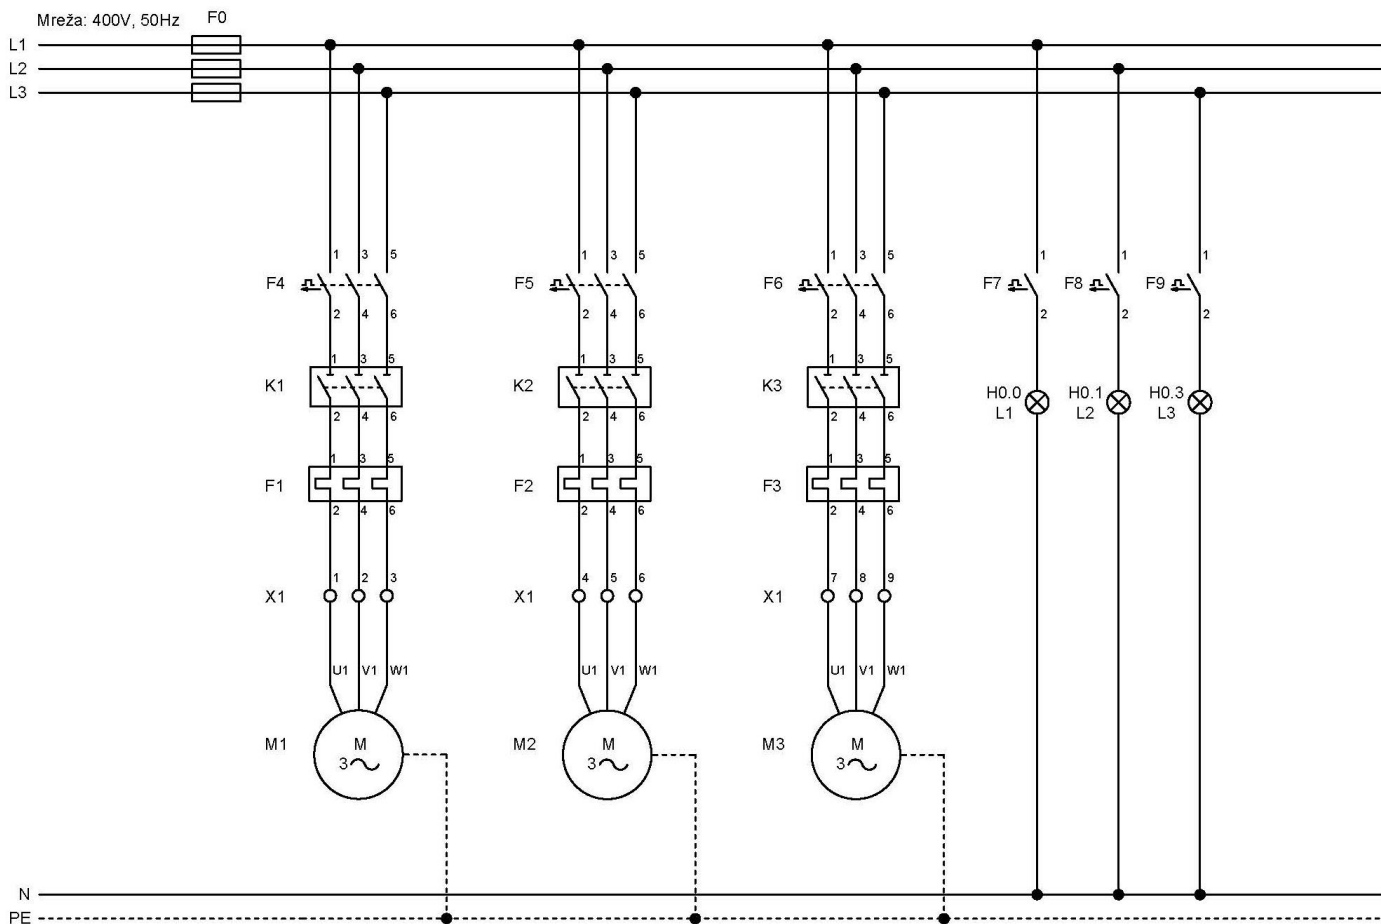 Mreža: 400V, 50Hz F0
L1
L2
L3
1 3 5 1 3 5 1 3 5 1 1 1
F4 F5 F6 F7 F8 F9
2 4 6 2 4 6 2 4 6 2 2 2
1 3 5 1 3 5 1 3 5
K1 K2 K3 H0.0 H0.1 H0.3
L1 L2 L3
2 4 6 2 4 6 2 4 6
1 3 5 1 3 5 1 3 5
F1 F2 F3
2 4 6 2 4 6 2 4 6
1 2 3 4 5 6 7 8 9
X1 X1 X1
U1 V1 W1 U1 V1 W1 U1 V1 W1
M1 M M2 M M3 M
3 3 3
N
PE